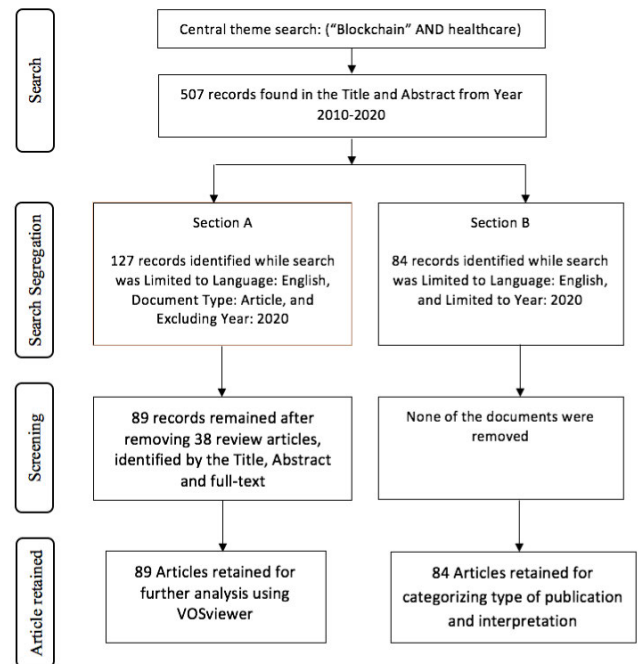 Search
Central theme search: (“Blockchain” AND healthcare)
507 records found in the Title and Abstract from Year
2010-2020
Search Segregation
Section A
127 records identified while search
was Limited to Language: English,
Document Type: Article, and
Excluding Year: 2020
Section B
84 records identified while search
was Limited to Language: English,
and Limited to Year: 2020
Screening
89 records remained after
removing 38 review articles,
identified by the Title, Abstract
and full-text
None of the documents were
removed
Article retained
89 Articles retained for
further analysis using
VOSviewer
84 Articles retained for
categorizing type of publication
and interpretation